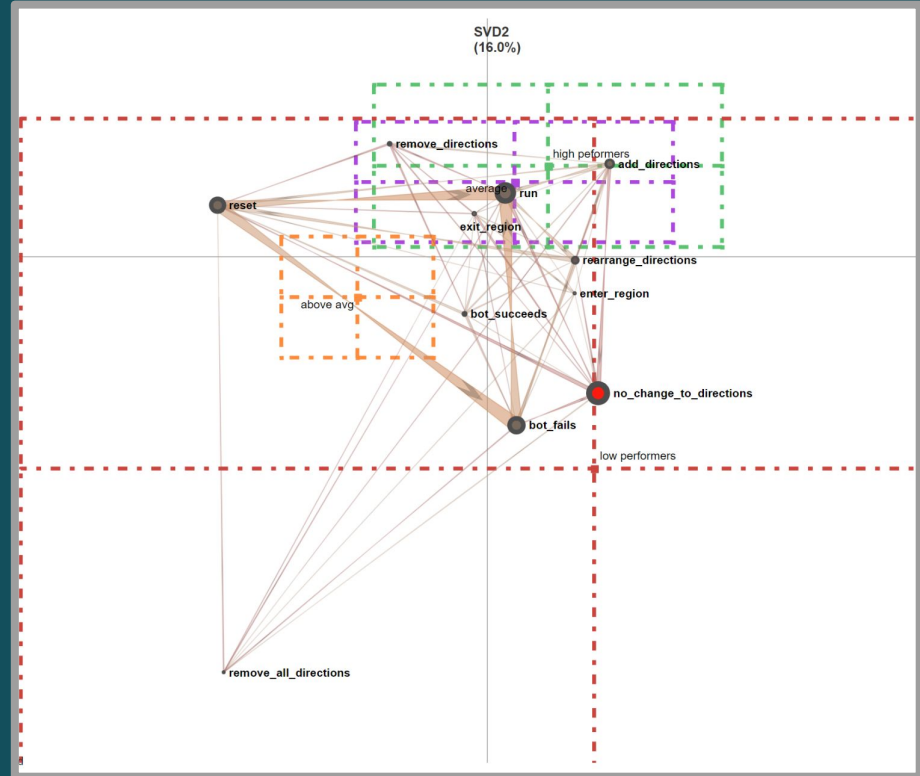 SVD2
(16.0%)
remove_directions
high peformers
add_directions
average
run
reset
exit_region
rearrange_directions
enter_region
above avg
bot_succeeds
no_change_to_directions
bot_fails
low performers
remove_all_directions